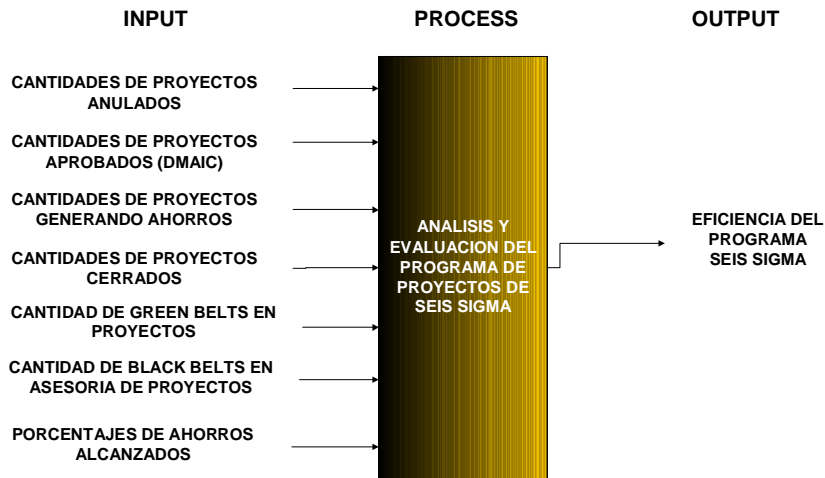 INPUT
PROCESS
OUTPUT
CANTIDADES DE PROYECTOS
ANULADOS
CANTIDADES DE PROYECTOS
APROBADOS (DMAIC)
CANTIDADES DE PROYECTOS
GENERANDO AHORROS
CANTIDADES DE PROYECTOS
CERRADOS
CANTIDAD DE GREEN BELTS EN
PROYECTOS
CANTIDAD DE BLACK BELTS EN
ASESORIA DE PROYECTOS
PORCENTAJES DE AHORROS
ALCANZADOS
ANALISIS Y
EVALUACION DEL
PROGRAMA DE
PROYECTOS DE
SEIS SIGMA
EFICIENCIA DEL
PROGRAMA
SEIS SIGMA